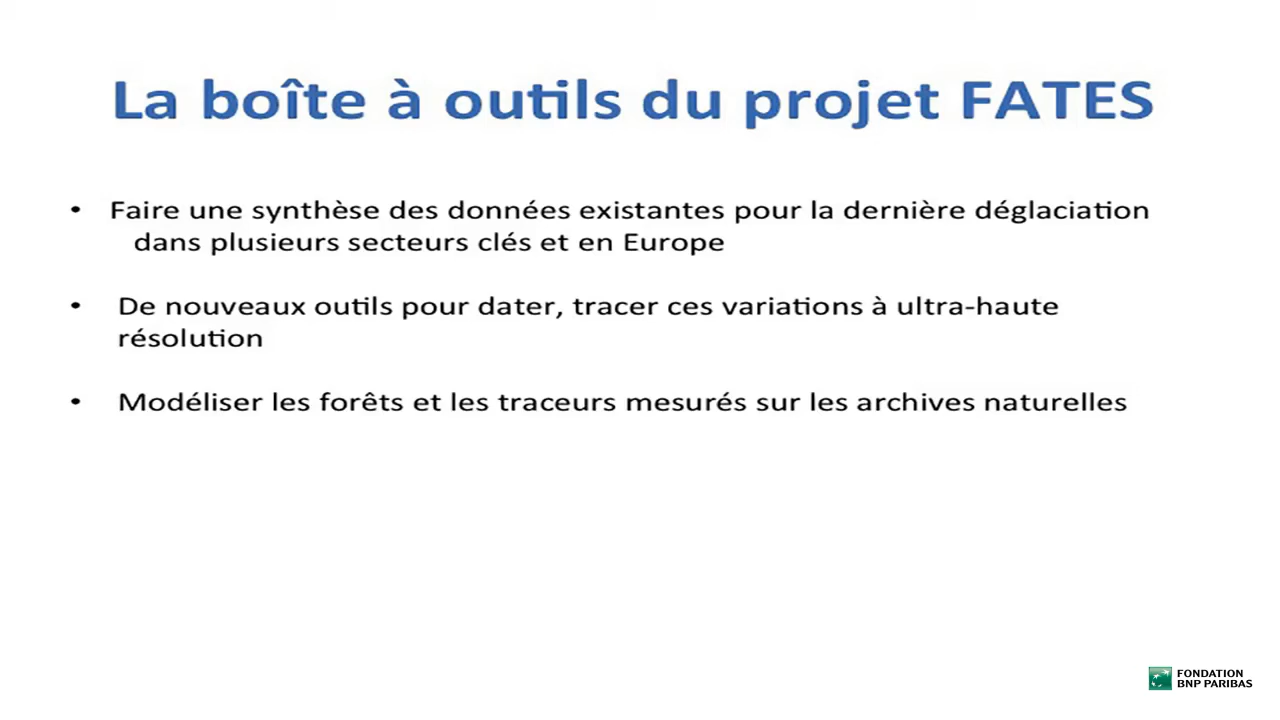 La boîte à outils du projet FATES
• Faire une synthèse des données existantes pour la dernière déglaciation
dans plusieurs secteurs clés et en Europe
• De nouveaux outils pour dater, tracer ces variations à ultra-haute
résolution
• Modéliser les forêts et les traceurs mesurés sur les archives naturelles
FONDATION
BNP PARIBAS